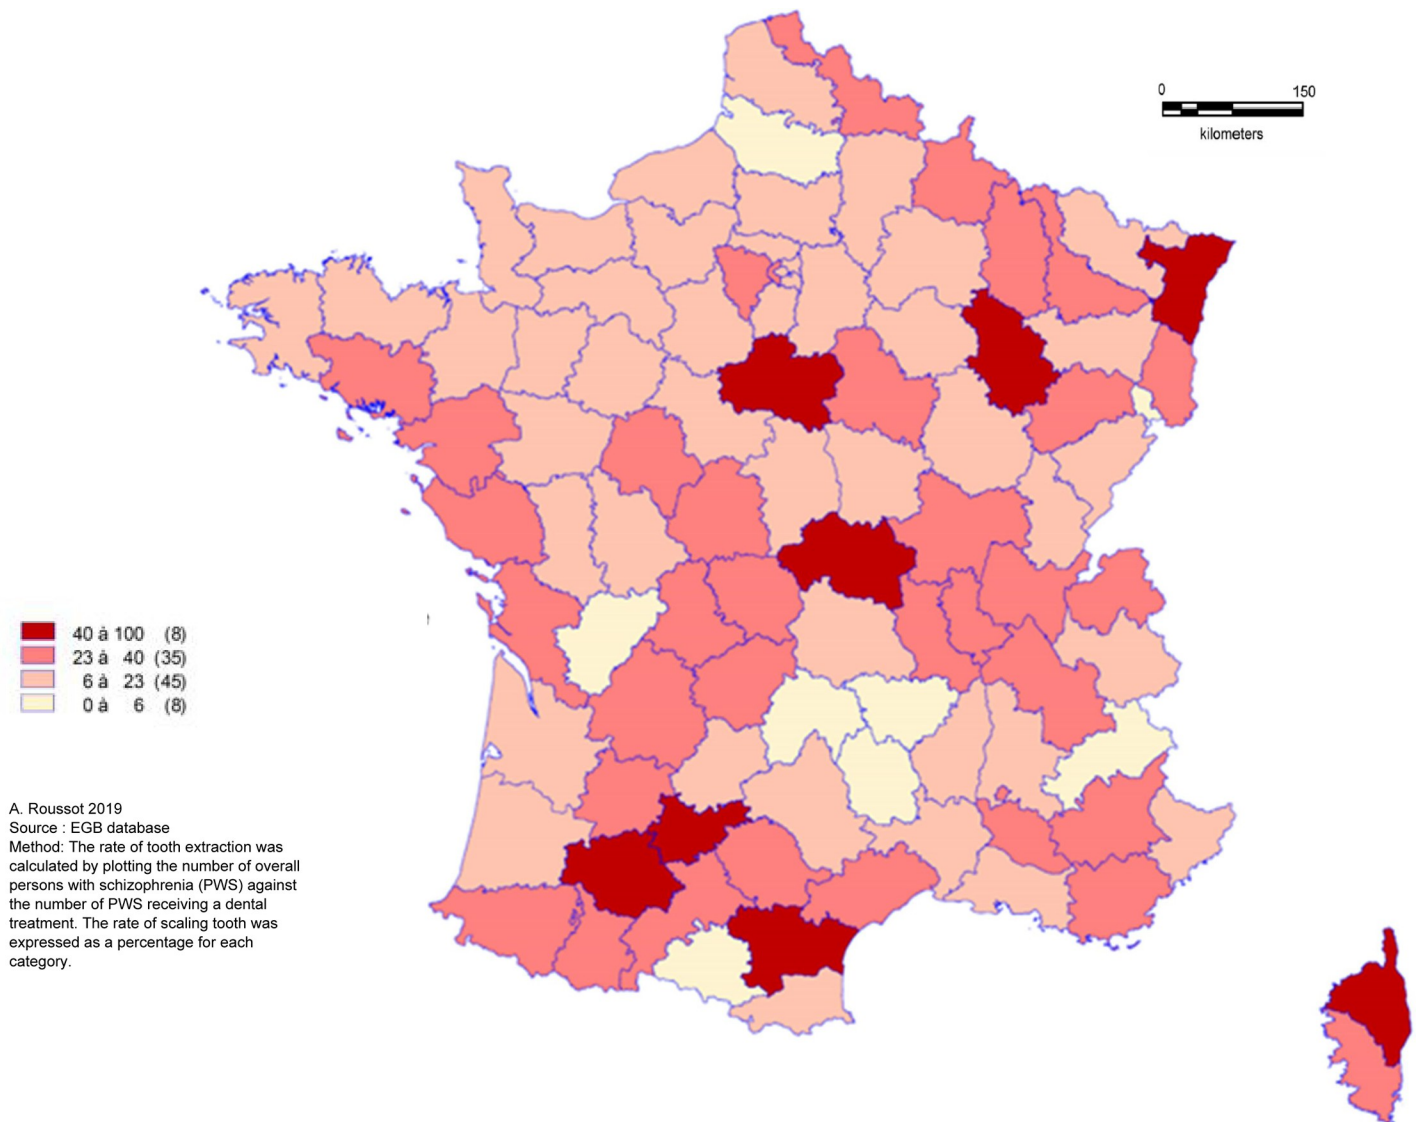 0 150
kilometers
40 à 100 (8)
23 à 40 (35)
6 à 23 (45)
0 à 6 (8)
A. Roussot 2019
Source : EGB database
Method: The rate of tooth extraction was
calculated by plotting the number of overall
persons with schizophrenia (PWS) against
the number of PWS receiving a dental
treatment. The rate of scaling tooth was
expressed as a percentage for each
category.